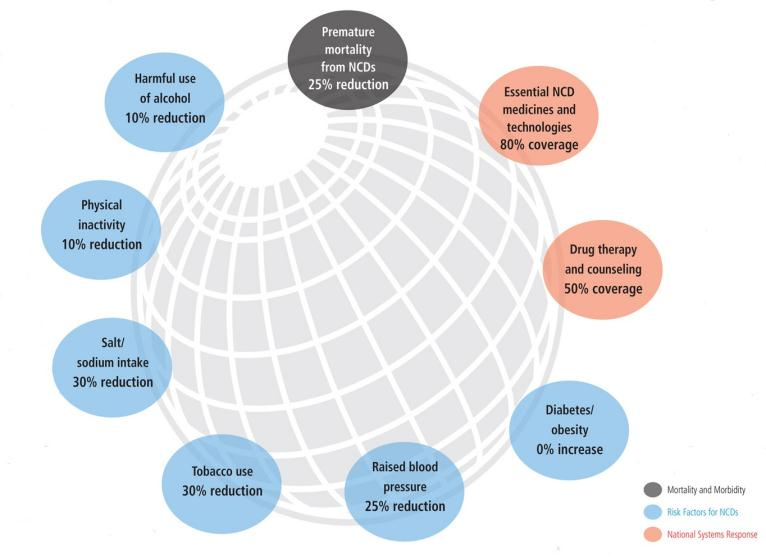 Premature
mortality
from NCDs
25% reduction
Essential NCD
medicines and
technologies
80% coverage
Drug therapy
and counseling
50% coverage
Diabetes/
obesity
0% increase
Raised blood
pressure
25% reduction
Tobacco use
30% reduction
Salt/
sodium intake
30% reduction
Physical
inactivity
10% reduction
Harmful use
of alcohol
10% reduction
Mortality and Morbidity
Risk Factors for NCDs
National Systems Response